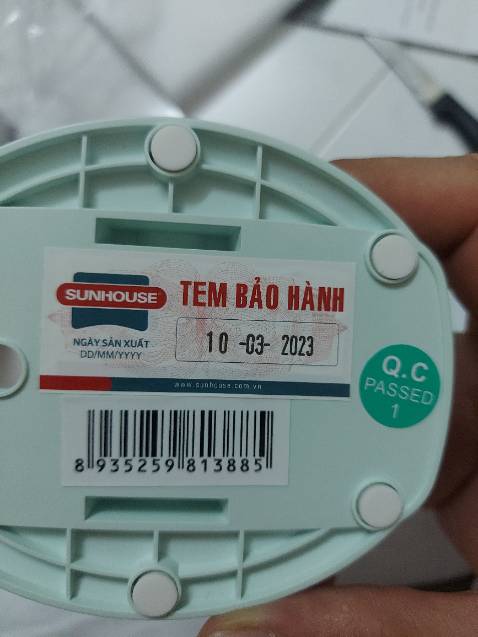 SUNHOUSE
TEM BẢO HÀNH
NGÀY SẢN XUẤT
DD/MM/YYYY
10 -03- 2023
www.sunhouse.com.vn
Q.C
PASSED
1
8 935259 813885